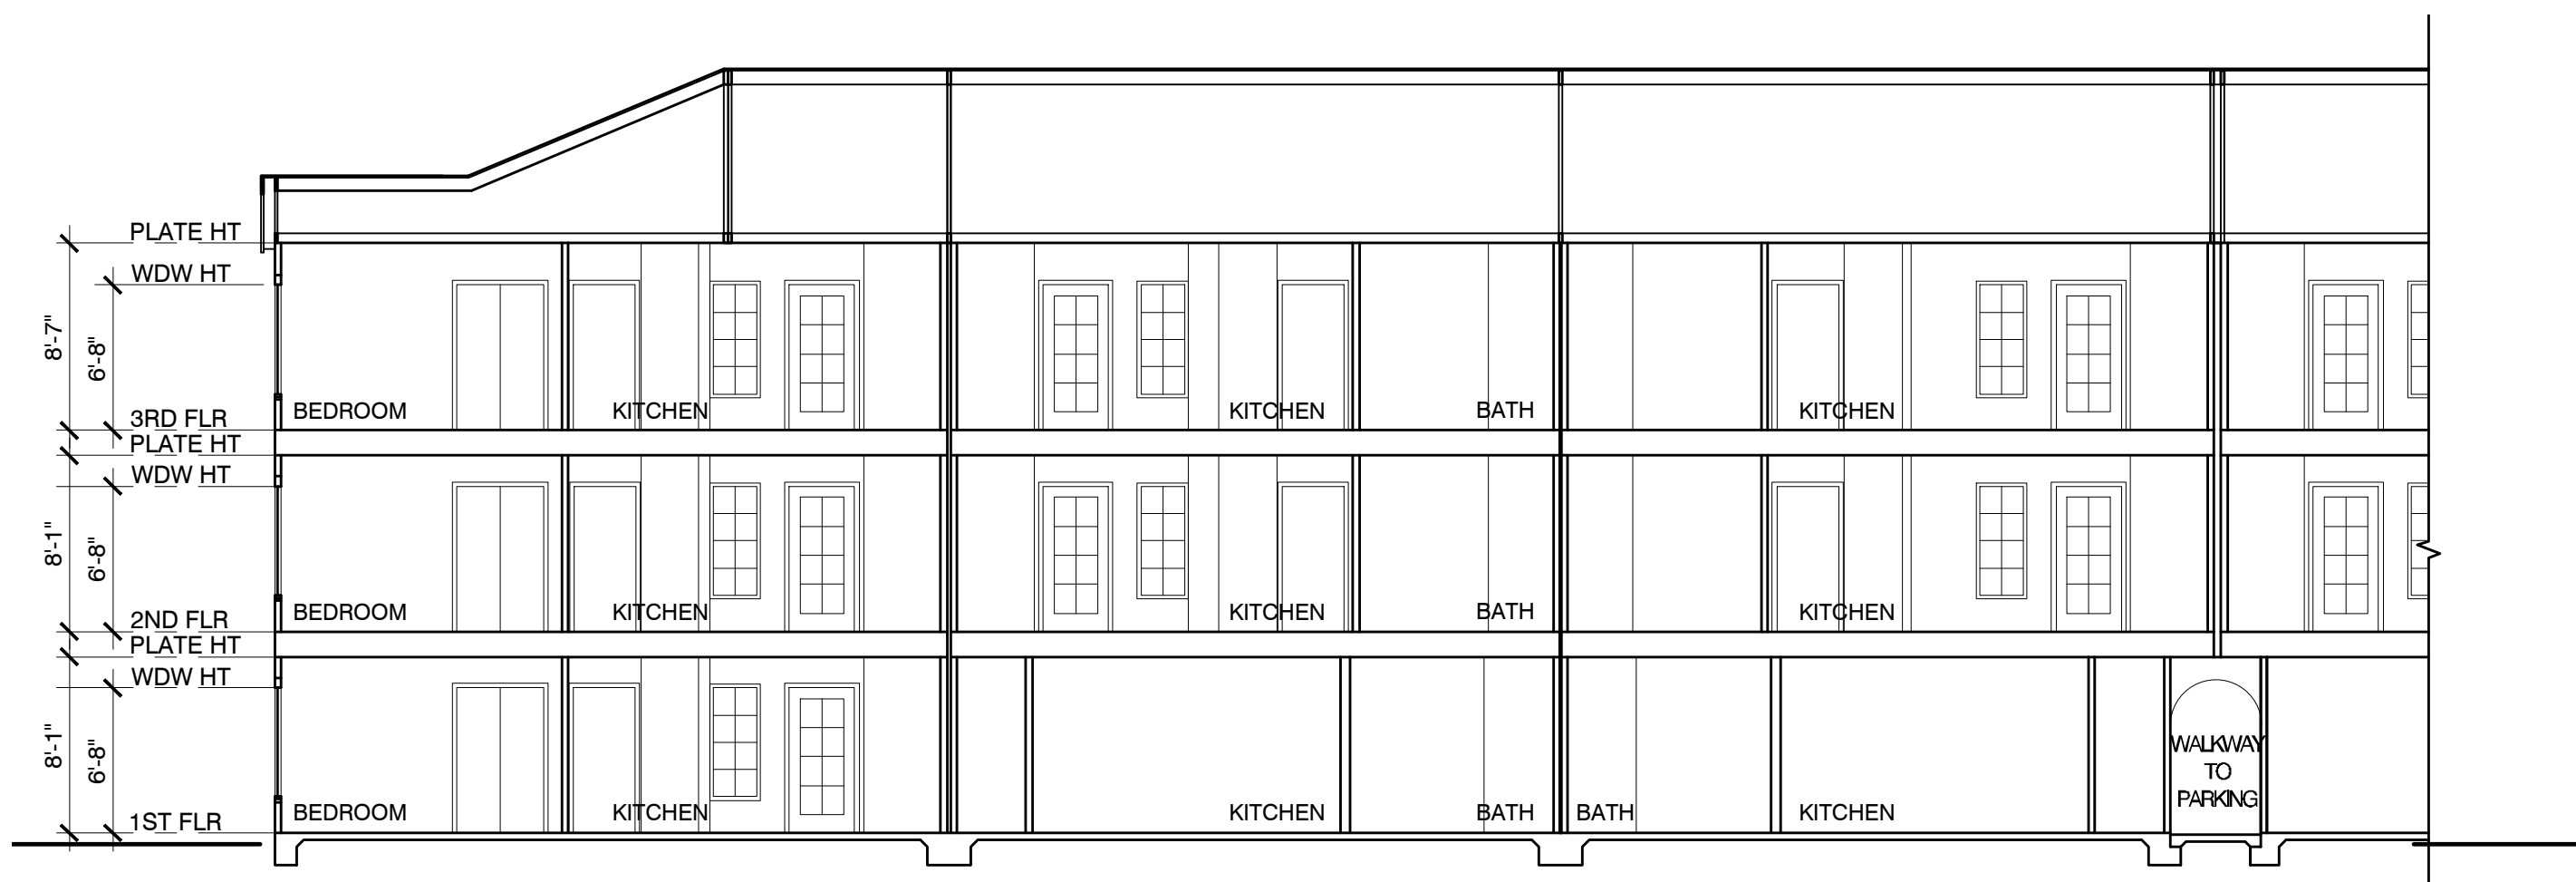 PLATE HT
WDW HT
8'-7"
6'-8"
3RD FLR
BEDROOM
KITCHEN
KITCHEN
BATH
KITCHEN
PLATE HT
WDW HT
8'-1"
6'-8"
2ND FLR
BEDROOM
KITCHEN
KITCHEN
BATH
KITCHEN
PLATE HT
WDW HT
8'-1"
6'-8"
1ST FLR
BEDROOM
KITCHEN
KITCHEN
BATH
BATH
KITCHEN
WALKWAY
TO
PARKING